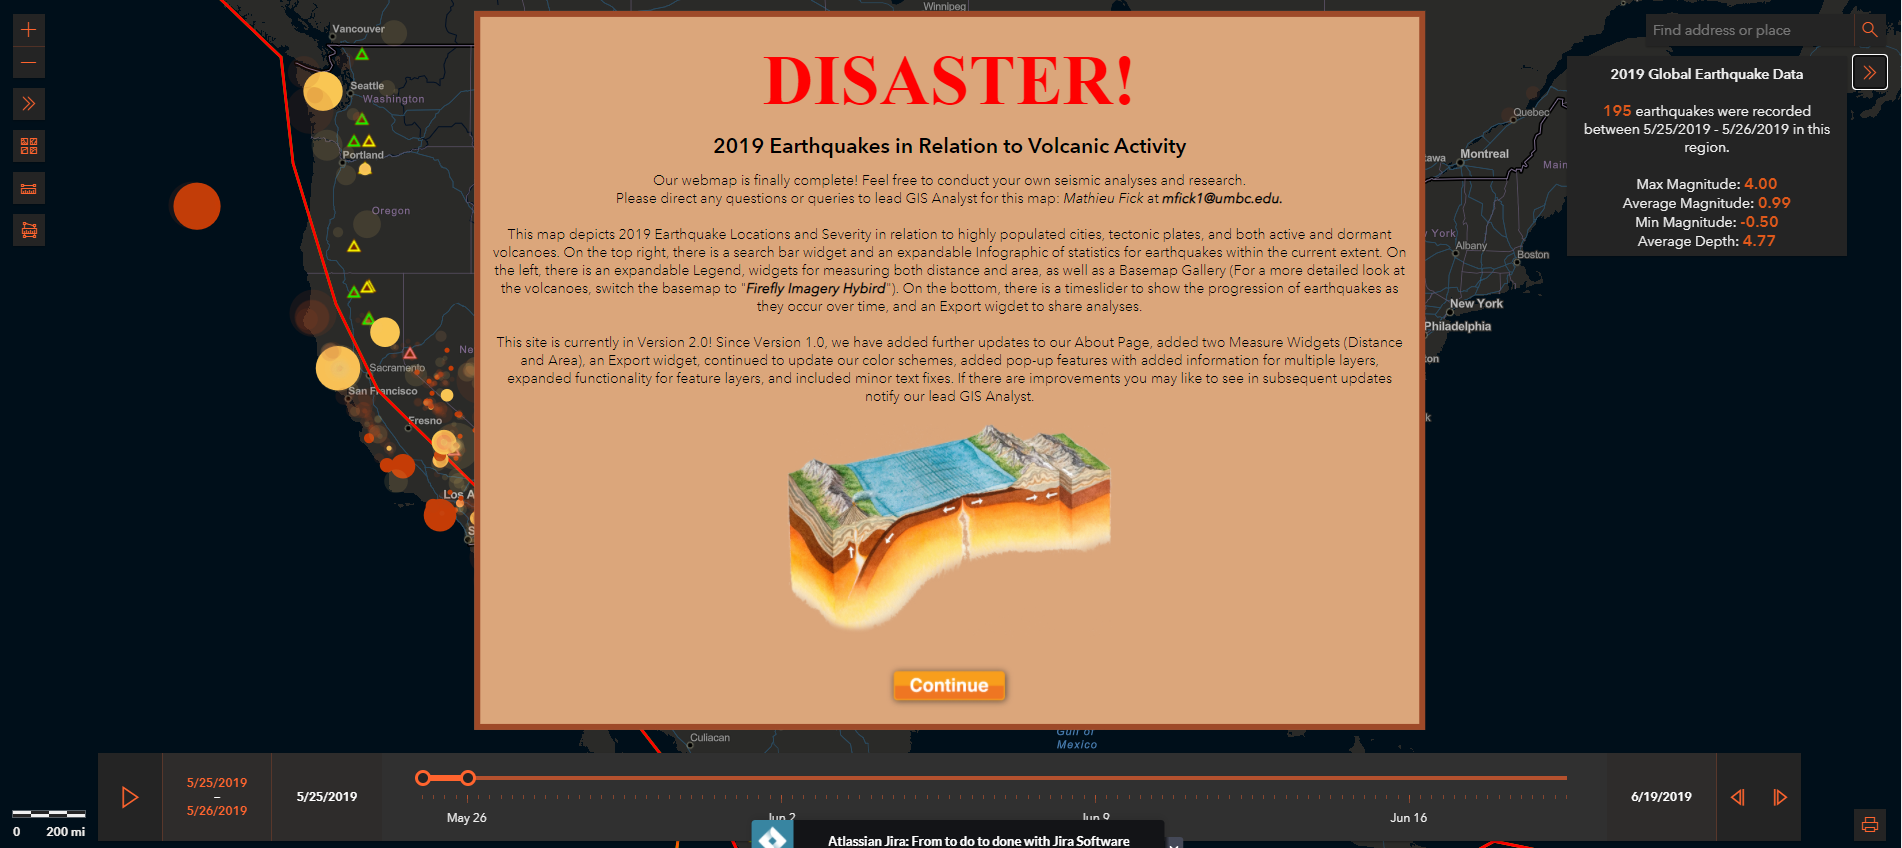 Winnipeg
Vancouver
Seattle
Washington
Portland
Oregon
Ne
Sacramento
San Francisco
Fresno
Los A
S
DISASTER!
2019 Earthquakes in Relation to Volcanic Activity
Our webmap is finally complete! Feel free to conduct your own seismic analyses and research.
Please direct any questions or queries to lead GIS Analyst for this map: Mathieu Fick at mfick1@umbc.edu.
This map depicts 2019 Earthquake Locations and Severity in relation to highly populated cities, tectonic plates, and both active and dormant
volcanoes. On the top right, there is a search bar widget and an expandable Infographic of statistics for earthquakes within the current extent. On
the left, there is an expandable Legend, widgets for measuring both distance and area, as well as a Basemap Gallery (For a more detailed look at
the volcanoes, switch the basemap to "Firefly Imagery Hybird"). On the bottom, there is a timeslider to show the progression of earthquakes as
they occur over time, and an Export wigdet to share analyses.
This site is currently in Version 2.0! Since Version 1.0, we have added further updates to our About Page, added two Measure Widgets (Distance
and Area), an Export widget, continued to update our color schemes, added pop-up features with added information for multiple layers,
expanded functionality for feature layers, and included minor text fixes. If there are improvements you may like to see in subsequent updates
notify our lead GIS Analyst.
Continue
Find address or place
2019 Global Earthquake Data
195 earthquakes were recorded
between 5/25/2019 - 5/26/2019 in this
region.
Max Magnitude: 4.00
Average Magnitude: 0.99
Min Magnitude: -0.50
Average Depth: 4.77
Quebec
awa
Montreal
Main
York
Albany
Boston
New York
Philadelphia
ton
k
Culiacan
Gulf of
Mexico
5/25/2019
–
5/26/2019
5/25/2019
May 26
Jun 2
Jun 9
Jun 16
6/19/2019
0 200 mi
Atlassian Jira: From to do to done with Jira Software